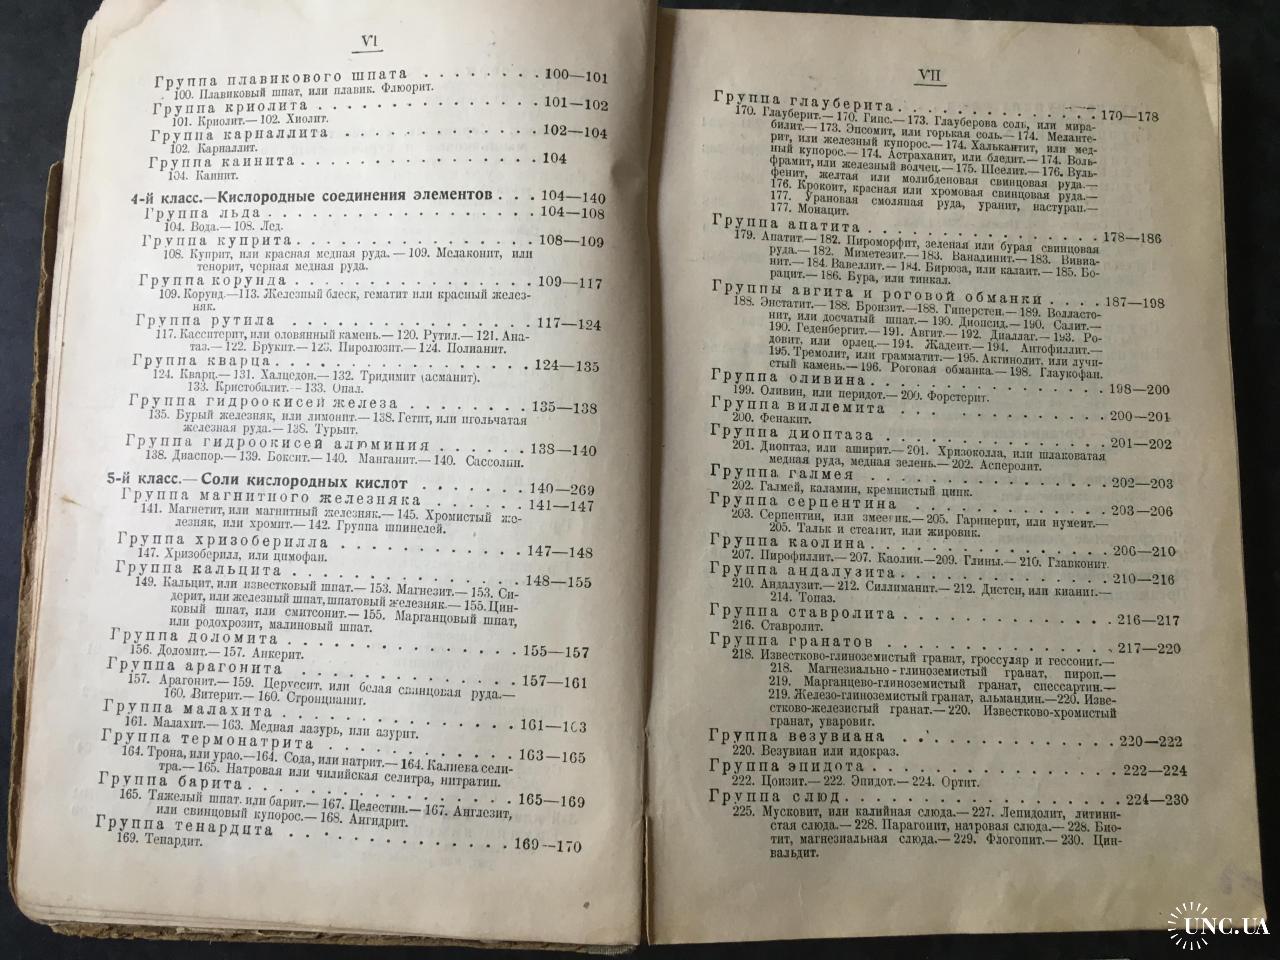 VI
Группа плавикового шпата . . . . . . . . 100—101
100. Плавиковый шпат, или плавик. Флюорит.
Группа криолита . . . . . . . . . . . . . . . 101—102
101. Криолит.— 102. Хиолит.
Группа карналлита . . . . . . . . . . . . . 102—104
102. Карналлит.
Группа каинита . . . . . . . . . . . . . . . . 104
104. Каинит.
4-й класс.—Кислородные соединения элементов . . . 104—140
Группа льда . . . . . . . . . . . . . . . . . . 104—108
104. Вода.— 108. Лед.
Группа куприта . . . . . . . . . . . . . . . . 108—109
108. Куприт, или красная медная руда. — 109. Мелаконит, или
тенорит, черная медная руда.
Группа корунда . . . . . . . . . . . . . . . . 109—117
109. Корунд.—113. Железный блеск, гематит или красный желез-
няк.
Группа рутила . . . . . . . . . . . . . . . . 117—124
117. Касситерит, или оловянный камень.— 120. Рутил.— 121. Ана-
таз.— 122. Брукит.— 123. Пиролюзит.— 124. Полианит.
Группа кварца . . . . . . . . . . . . . . . . . 124—135
124. Кварц.— 131. Халцедон.— 132. Тридимит (асманит).
133. Кристобалит.— 133. Опал.
Группа гидроокисей железа . . . . . . . . 135—138
135. Бурый железняк, или лимонит.— 138. Гетит, или игольчатая
железная руда.— 138. Турьит.
Группа гидроокисей алюминия . . . . . . . 138—140
138. Диаспор.— 139. Боксит.— 140. Манганит.— 140. Сассолин.
5-й класс.—Соли кислородных кислот . . . . . . . 140—269
Группа магнитного железняка . . . . . . . 141—147
141. Магнетит, или магнитный железняк.— 145. Хромистый же-
лезняк, или хромит.— 142. Группа шпинелей.
Группа хризоберилла . . . . . . . . . . . . 147—148
147. Хризоберилл, или цимофан.
Группа кальцита . . . . . . . . . . . . . . . 148—155
149. Кальцит, или известковый шпат.— 153. Магнезит.— 153. Си-
дерит, или железный шпат, шпатовый железняк.— 155. Цин-
ковый шпат, или смитсонит.— 155. Марганцовый шпат,
или родохрозит, малиновый шпат.
Группа доломита . . . . . . . . . . . . . . . 155—157
156. Доломит.— 157. Анкерит.
Группа арагонита . . . . . . . . . . . . . . . 157—161
157. Арагонит.— 159. Церуссит, или белая свинцовая руда.—
160. Витерит.— 160. Стронцианит.
Группа малахита . . . . . . . . . . . . . . . 161—163
161. Малахит.— 163. Медная лазурь, или азурит.
Группа термонатрита . . . . . . . . . . . . 163—165
164. Трона, или урао.—164. Сода, или натрит.— 164. Калиева сели-
тра.— 165. Натровая или чилийская селитра, нитратин.
Группа барита . . . . . . . . . . . . . . . . . 165—169
165. Тяжелый шпат, или барит.— 167. Целестин.— 167. Англезит,
или свинцовый купорос.— 168. Ангидрит.
Группа тенардита . . . . . . . . . . . . . . . 169—170
169. Тенардит.
VII
Группа глауберита . . . . . . . . . . . . . . 170—178
170. Глауберит.— 170. Гипс.— 173. Глауберова соль, или мира-
билит.— 173. Эпсомит, или горькая соль.— 174. Меланте-
рит, или железный купорос.— 174. Халькантит, или мед-
ный купорос.— 174. Астраханит, или бледит.— 174. Воль-
фрамит, или железный волчец.— 175. Шеелит.— 176. Вуль-
фенит, желтая или молибденовая свинцовая руда.—
176. Крокоит, красная или хромовая свинцовая руда.—
177. Урановая смоляная руда, уранит, настуран.—
177. Монацит.
Группа апатита . . . . . . . . . . . . . . . . 178—186
179. Апатит.— 182. Пироморфит, зеленая или бурая свинцовая
руда.— 182. Миметезит.— 183. Ванадинит.— 183. Вивиа-
нит.— 184. Вавеллит.— 184. Бирюза, или калаит.— 185. Бо-
рацит.— 186. Бура, или тинкал.
Группы авгита и роговой обманки . . . . 187—198
188. Энстатит.— 188. Бронзит.—188. Гиперстен.— 189. Волласто-
нит, или досчатый шпат.— 190. Диопсид.— 190. Салит.—
190. Геденбергит.— 191. Авгит.— 192. Диаллаг.— 193. Ро-
довит, или орлец.— 194. Жадеит.— 194. Антофиллит.—
195. Тремолит, или грамматит.— 195. Актинолит, или лучи-
стый камень.— 196. Роговая обманка.— 198. Глаукофан.
Группа оливина . . . . . . . . . . . . . . . . 198—200
199. Оливин, или перидот.— 200. Форстерит.
Группа виллемита . . . . . . . . . . . . . . 200—201
200. Фенакит.
Группа диоптаза . . . . . . . . . . . . . . . 201—202
201. Диоптаз, или аширит.— 201. Хризоколла, или шлаковатая
медная руда, медная зелень.— 202. Асперолит.
Группа галмея . . . . . . . . . . . . . . . . 202—203
202. Галмей, каламин, кремнистый цинк.
Группа серпентина . . . . . . . . . . . . . 203—206
203. Серпентин, или змеевик.— 205. Гарниерит, или нумеит.—
205. Тальк и стеатит, или жировик.
Группа каолина . . . . . . . . . . . . . . . . 206—210
207. Пирофиллит.— 207. Каолин.—209. Глины.— 210. Главконит.
Группа андалузита . . . . . . . . . . . . . . 210—216
210. Андалузит.— 212. Силлиманит.— 212. Дистен, или кианит.—
214. Топаз.
Группа ставролита . . . . . . . . . . . . . . 216—217
216. Ставролит.
Группа гранатов . . . . . . . . . . . . . . . 217—220
218. Известково-глиноземистый гранат, гроссуляр и гессонит.—
218. Магнезиально-глиноземистый гранат, пироп.—
219. Марганцево-глиноземистый гранат, спессартин.—
219. Железо-глиноземистый гранат, альмандин.—220. Изве-
стково-железистый гранат.—220. Известково-хромистый
гранат, уваровит.
Группа везувиана . . . . . . . . . . . . . . 220—222
220. Везувиан или идокраз.
Группа эпидота . . . . . . . . . . . . . . . . 222—224
222. Цоизит.— 222. Эпидот.— 224. Ортит.
Группа слюд . . . . . . . . . . . . . . . . . . 224—230
225. Мусковит, или калийная слюда.— 227. Лепидолит, литини-
стая слюда.— 228. Парагонит, натровая слюда.— 228. Био-
тит, магнезиальная слюда.— 229. Флогопит.— 230. Цин-
вальдит.
UNC.UA